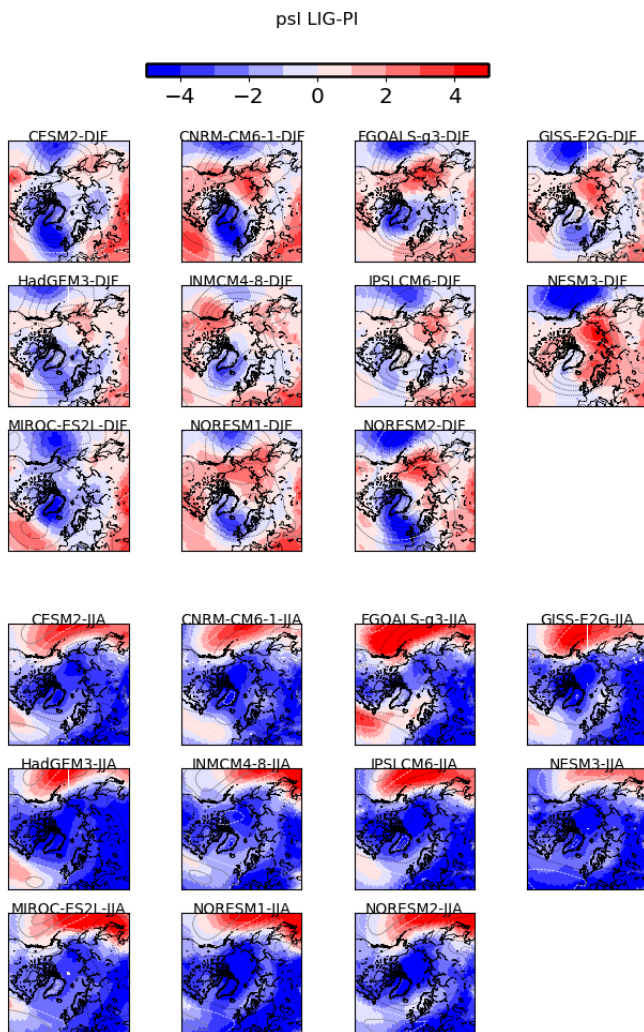 psl LIG-PI
−4 −2 0 2 4
CESM2-DJF CNRM-CM6-1-DJF FGOALS-g3-DJF GISS-E2G-DJF
HadGEM3-DJF INMCM4-8-DJF IPSLCM6-DJF NESM3-DJF
MIROC-ES2L-DJF NORESM1-DJF NORESM2-DJF
CESM2-JJA CNRM-CM6-1-JJA FGOALS-g3-JJA GISS-E2G-JJA
HadGEM3-JJA INMCM4-8-JJA IPSLCM6-JJA NESM3-JJA
MIROC-ES2L-JJA NORESM1-JJA NORESM2-JJA